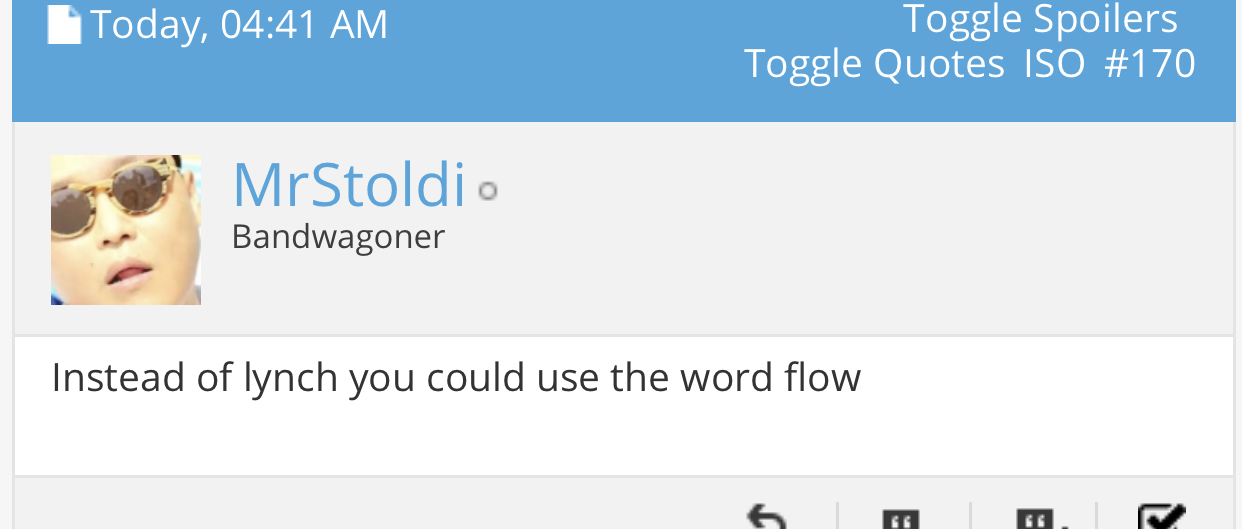 Today, 04:41 AM
Toggle Spoilers
Toggle Quotes ISO #170
MrStoldi
Bandwagoner
Instead of lynch you could use the word flow